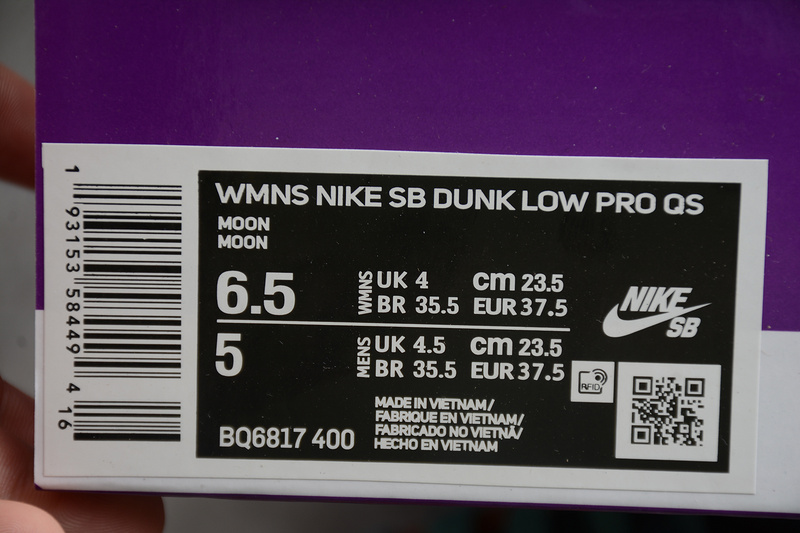 1 93153 58449 4 16
WMNS NIKE SB DUNK LOW PRO QS
MOON
MOON
6.5 WMNS UK 4 cm 23.5
BR 35.5 EUR 37.5
5 MENS UK 4.5 cm 23.5
BR 35.5 EUR 37.5
NIKE
SB
RFID
MADE IN VIETNAM/
FABRIQUE EN VIETNAM/
FABRICADO NO VIETNÃ/
HECHO EN VIETNAM
BQ6817 400